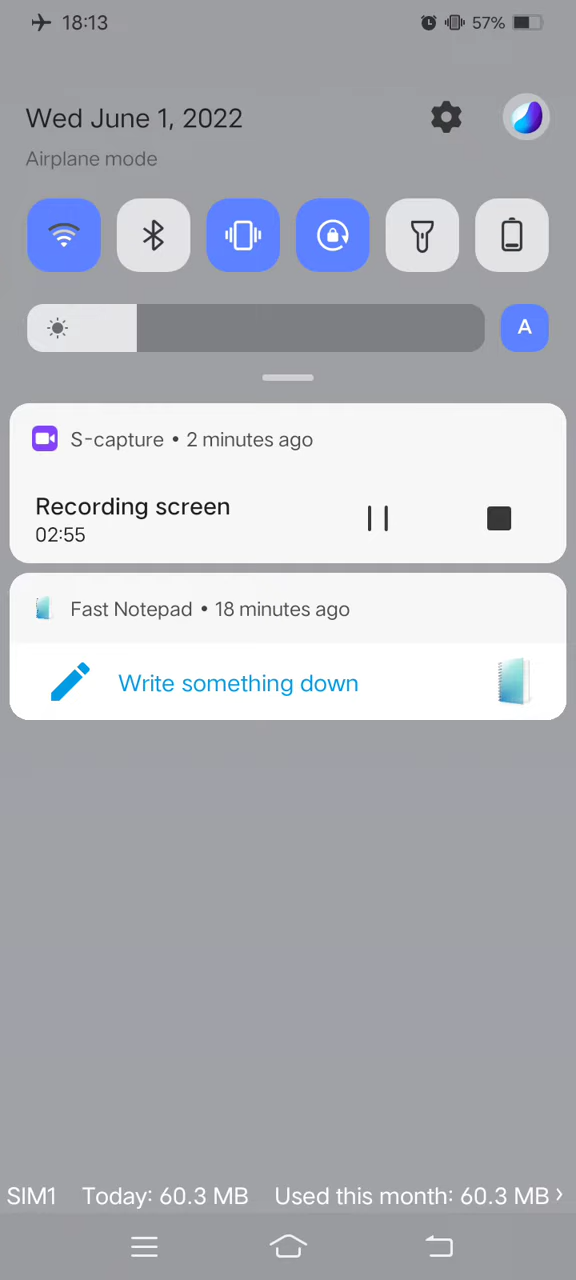 18:13
57%
Wed June 1, 2022
Airplane mode
A
S-capture • 2 minutes ago
Recording screen
02:55
Fast Notepad • 18 minutes ago
Write something down
SIM1 Today: 60.3 MB Used this month: 60.3 MB ›